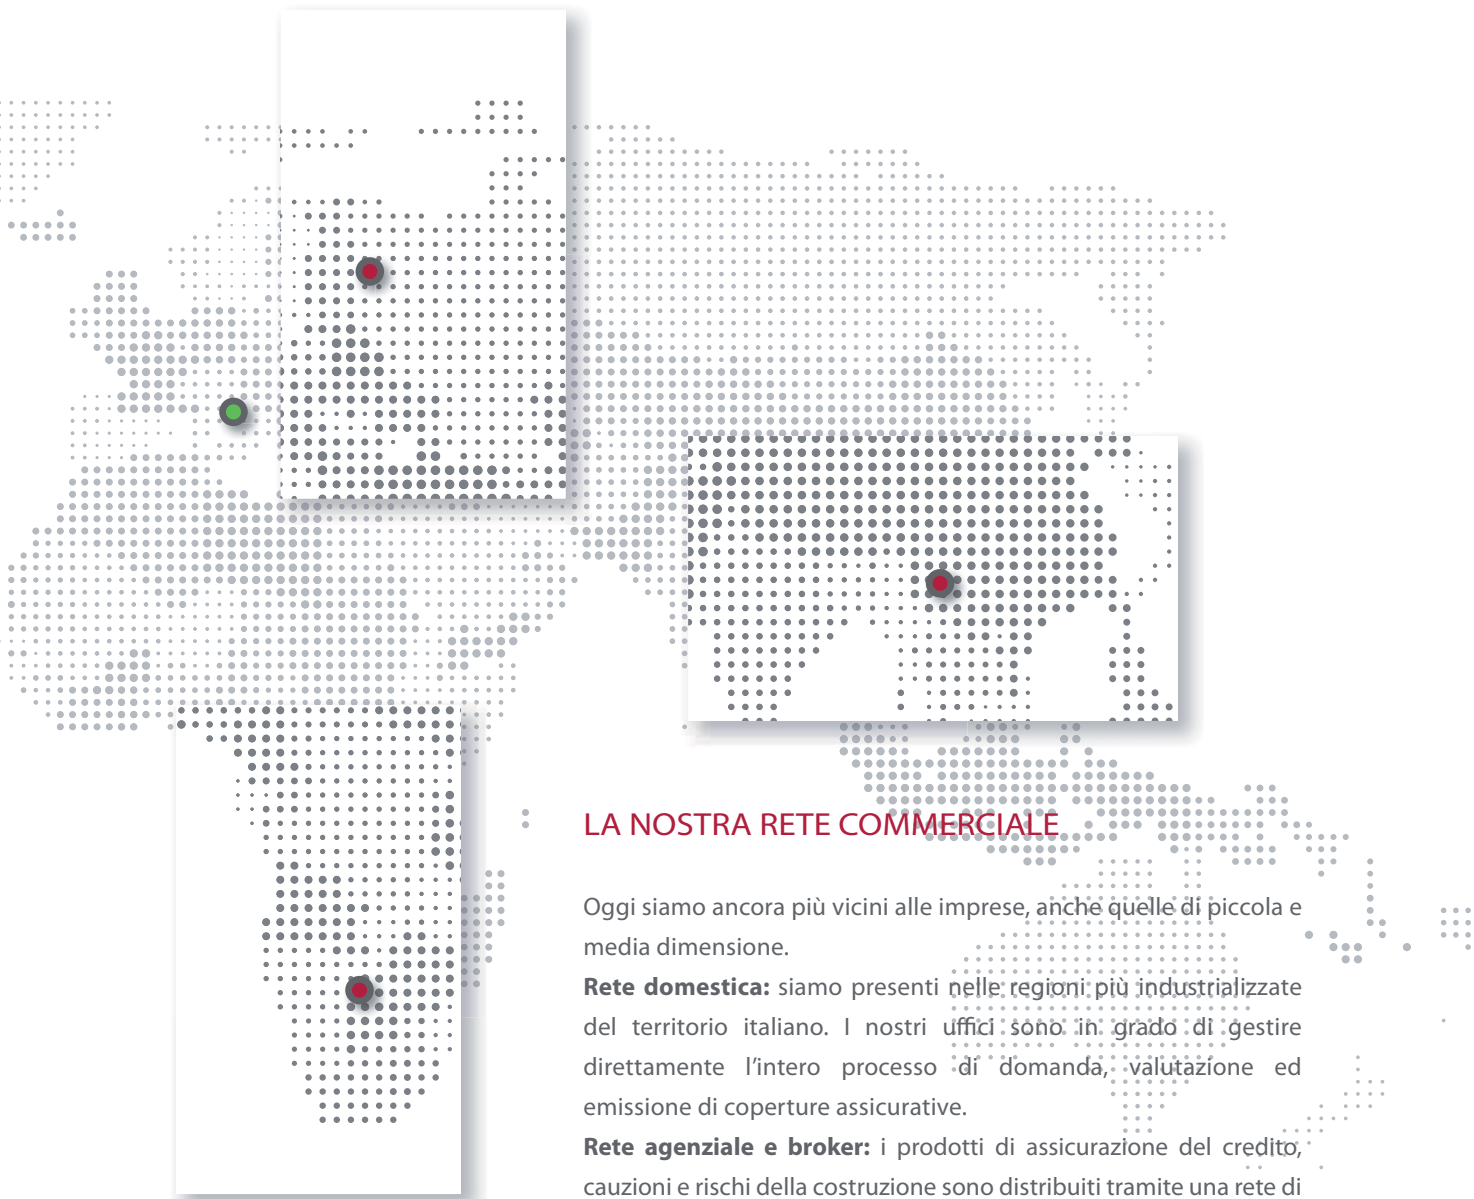 LA NOSTRA RETE COMMERCIALE
Oggi siamo ancora più vicini alle imprese, anche quelle di piccola e
media dimensione.
Rete domestica: siamo presenti nelle regioni più industrializzate
del territorio italiano. I nostri uffici sono in grado di gestire
direttamente l’intero processo di domanda, valutazione ed
emissione di coperture assicurative.
Rete agenziale e broker: i prodotti di assicurazione del credito,
cauzioni e rischi della costruzione sono distribuiti tramite una rete di